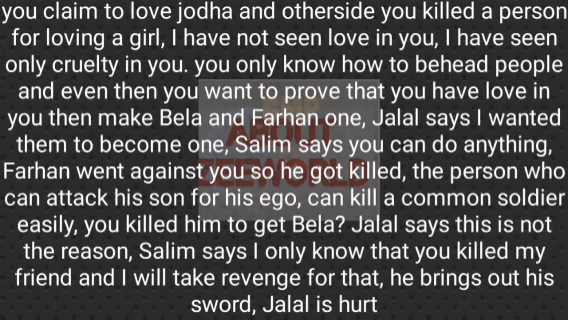 you claim to love jodha and otherside you killed a person
for loving a girl, I have not seen love in you, I have seen
only cruelty in you. you only know how to behead people
and even then you want to prove that you have love in
you then make Bela and Farhan one, Jalal says I wanted
them to become one, Salim says you can do anything,
Farhan went against you so he got killed, the person who
can attack his son for his ego, can kill a common soldier
easily, you killed him to get Bela? Jalal says this is not
the reason, Salim says I only know that you killed my
friend and I will take revenge for that, he brings out his
sword, Jalal is hurt
ABOUT
ZEEWORLD